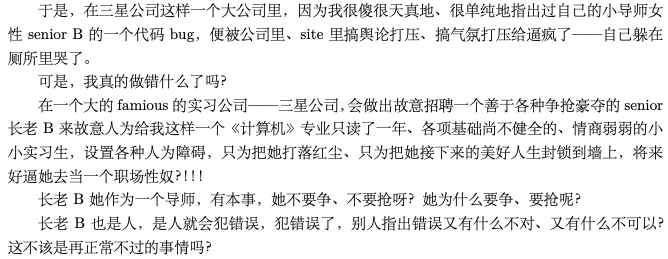 于是，在三星公司这样一个大公司里，因为我很傻很天真地、很单纯地指出过自己的小导师女
性 senior B 的一个代码 bug，便被公司里、site 里搞舆论打压、搞气氛打压给逼疯了——自己躲在
厕所里哭了。
可是，我真的做错什么了吗?
在一个大的 famious 的实习公司——三星公司，会做出故意招聘一个善于各种争抢豪夺的 senior
长老 B 来故意人为给我这样一个《计算机》专业只读了一年、各项基础尚不健全的、情商弱弱的小
小实习生，设置各种人为障碍，只为把她打落红尘、只为把她接下来的美好人生封锁到墙上，将来
好逼她去当一个职场性奴?!!!
长老 B 她作为一个导师，有本事，她不要争、不要抢呀? 她为什么要争、要抢呢?
长老 B 也是人，是人就会犯错误，犯错误了，别人指出错误又有什么不对、又有什么不可以?
这不该是再正常不过的事情吗?